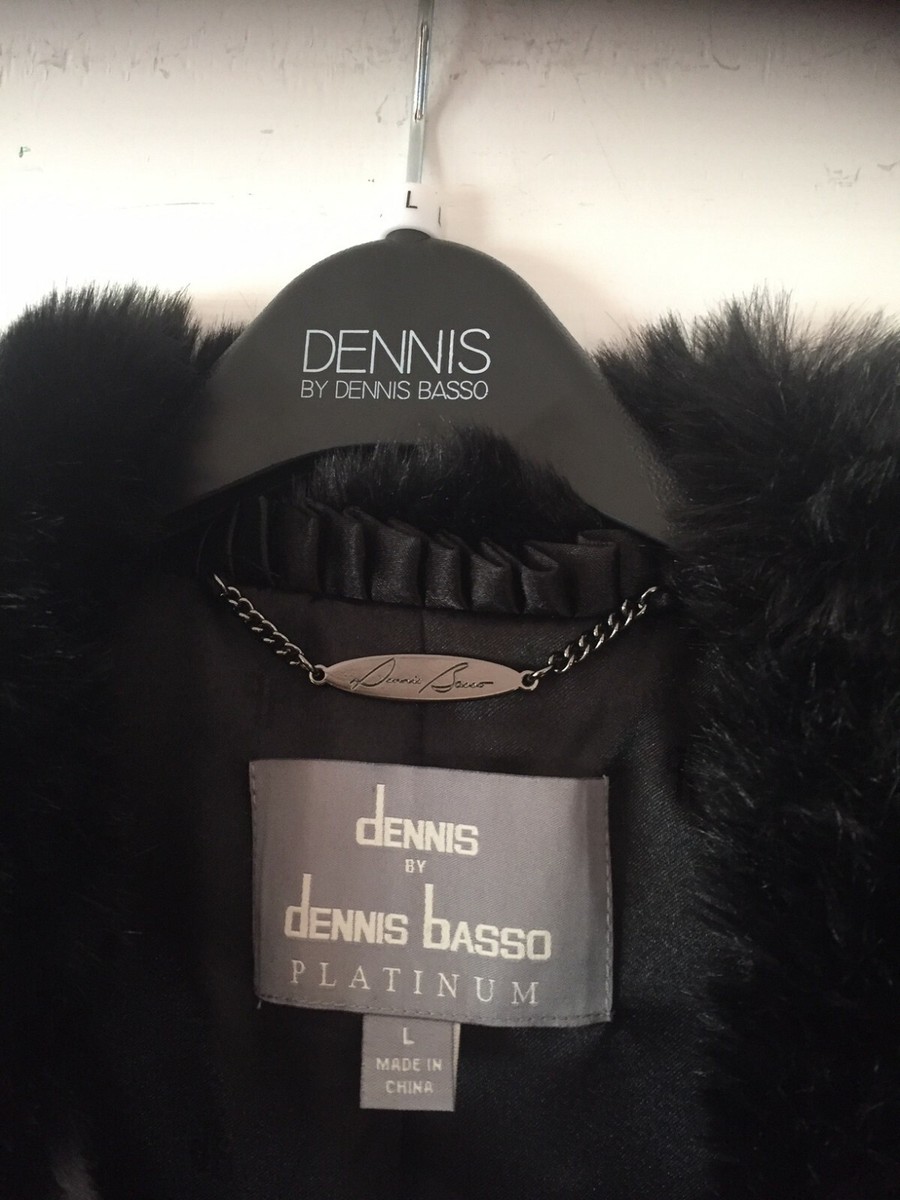 L
DENNIS
BY DENNIS BASSO
Dennis Basso
dENNIS
BY
dENNIS bASSO
PLATINUM
L
MADE IN
CHINA